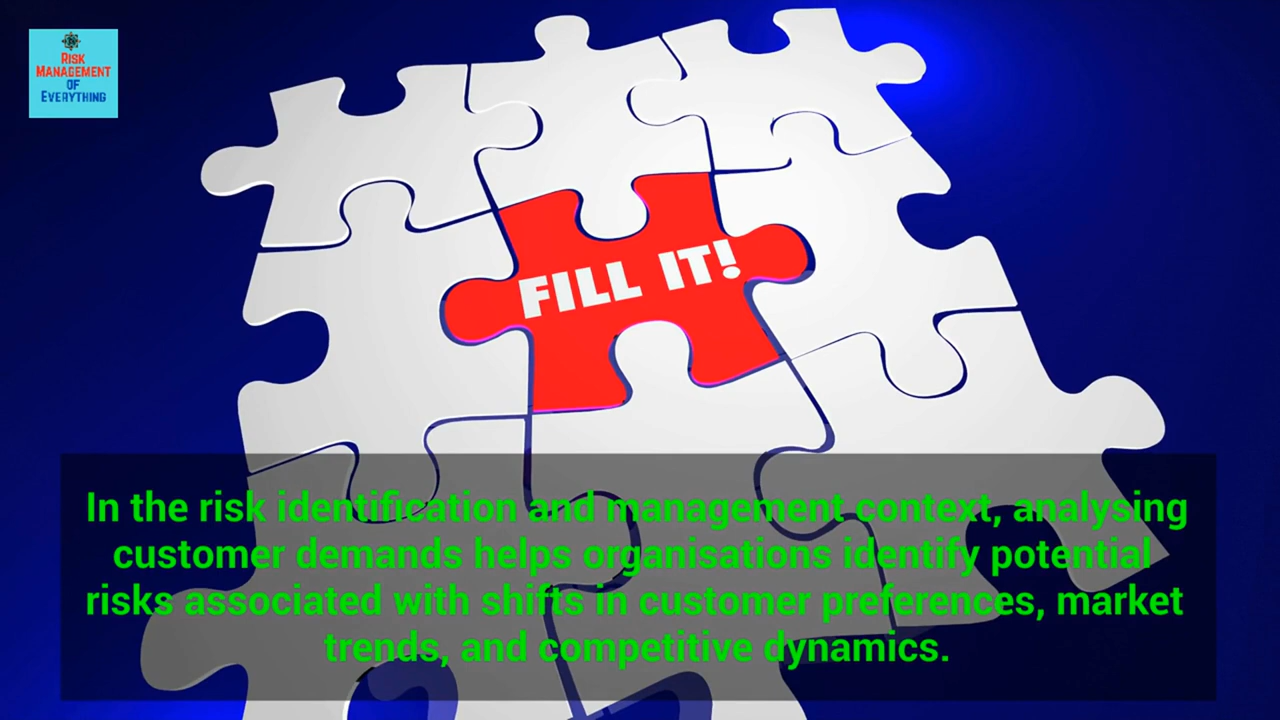 Risk
Management
of
Everything
FILL IT!
In the risk identification and management context, analysing
customer demands helps organisations identify potential
risks associated with shifts in customer preferences, market
trends, and competitive dynamics.